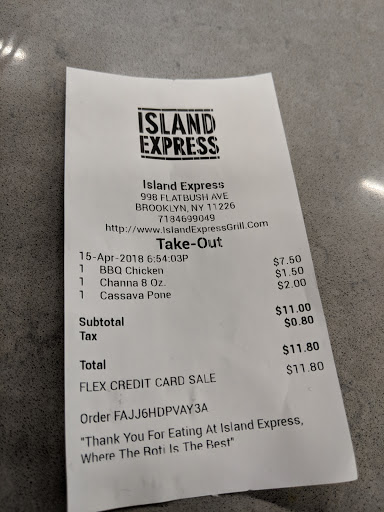 ISLAND
EXPRESS
Island Express
998 FLATBUSH AVE
BROOKLYN, NY 11226
7184699049
http://www.IslandExpressGrill.Com
Take-Out
15-Apr-2018 6:54:03P
1 BBQ Chicken $7.50
1 Channa 8 Oz. $1.50
1 Cassava Pone $2.00
Subtotal $11.00
Tax $0.80
Total $11.80
FLEX CREDIT CARD SALE $11.80
Order FAJJ6HDPVAY3A
"Thank You For Eating At Island Express,
Where The Roti Is The Best"